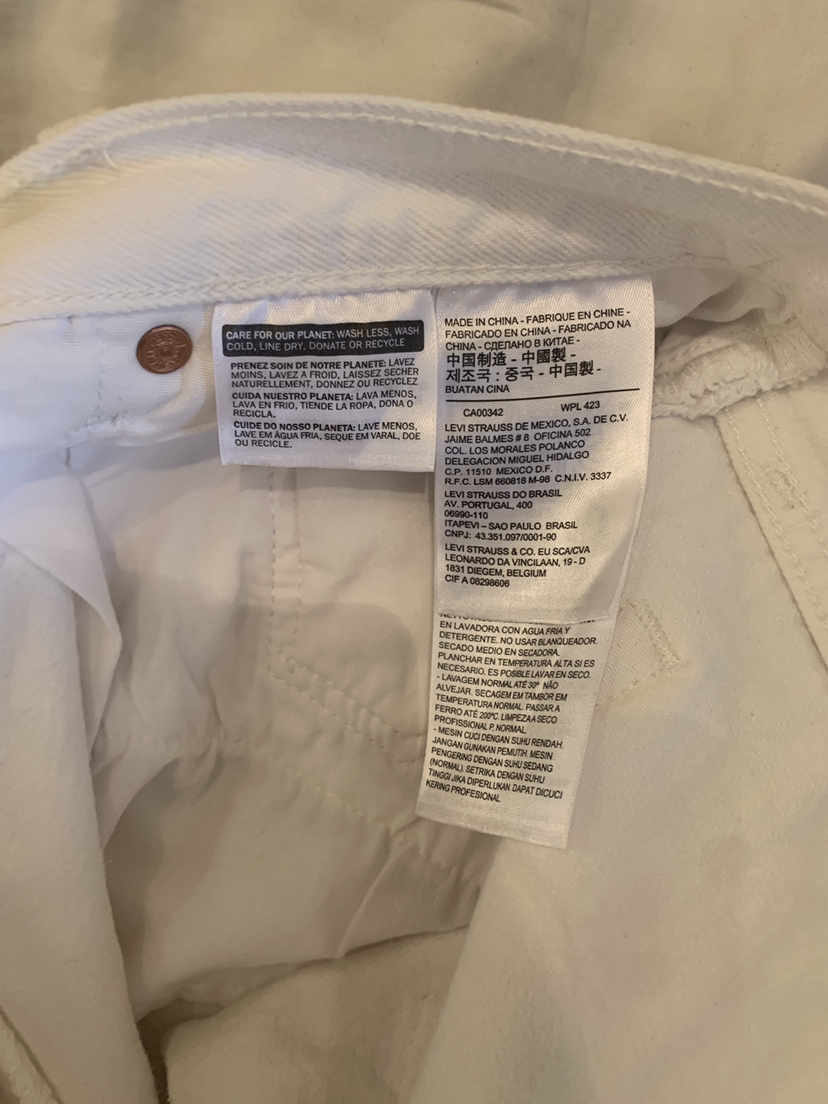 CARE FOR OUR PLANET: WASH LESS, WASH
COLD, LINE DRY, DONATE OR RECYCLE
PRENEZ SOIN DE NOTRE PLANETE: LAVEZ
MOINS, LAVEZ A FROID, LAISSEZ SECHER
NATURELLEMENT, DONNEZ OU RECYCLEZ
CUIDA NUESTRO PLANETA: LAVA MENOS,
LAVA EN FRIO, TIENDE LA ROPA, DONA O
RECICLA.
CUIDE DO NOSSO PLANETA: LAVE MENOS,
LAVE EM ÁGUA FRIA, SEQUE EM VARAL, DOE
OU RECICLE.
MADE IN CHINA - FABRIQUE EN CHINE -
FABRICADO EN CHINA - FABRICADO NA
CHINA - СДЕЛАНО В КИТАЕ -
中国制造 - 中國製 -
제조국 : 중국 - 中国製 -
BUATAN CINA
CA00342 WPL 423
LEVI STRAUSS DE MEXICO, S.A. DE C.V.
JAIME BALMES # 8 OFICINA 502
COL. LOS MORALES POLANCO
DELEGACION MIGUEL HIDALGO
C.P. 11510 MEXICO D.F.
R.F.C. LSM 660818 M-98 C.N.I.V. 3337
LEVI STRAUSS DO BRASIL
AV. PORTUGAL, 400
06990-110
ITAPEVI – SAO PAULO BRASIL
CNPJ: 43.351.097/0001-90
LEVI STRAUSS & CO. EU SCA/CVA
LEONARDO DA VINCILAAN, 19 - D
1831 DIEGEM, BELGIUM
CIF A 08298606
EN LAVADORA CON AGUA FRIA Y
DETERGENTE. NO USAR BLANQUEADOR.
SECADO MEDIO EN SECADORA.
PLANCHAR EN TEMPERATURA ALTA SI ES
NECESARIO. ES POSIBLE LAVAR EN SECO.
- LAVAGEM NORMAL ATÉ 30° NÃO
ALVEJAR. SECAGEM EM TAMBOR EM
TEMPERATURA NORMAL. PASSAR A
FERRO ATÉ 200°C. LIMPEZA A SECO
PROFISSIONAL P, NORMAL.
- MESIN CUCI DENGAN SUHU RENDAH.
JANGAN GUNAKAN PEMUTIH. MESIN
PENGERING DENGAN SUHU SEDANG
(NORMAL). SETRIKA DENGAN SUHU
TINGGI JIKA DIPERLUKAN. DAPAT DICUCI
KERING PROFESIONAL